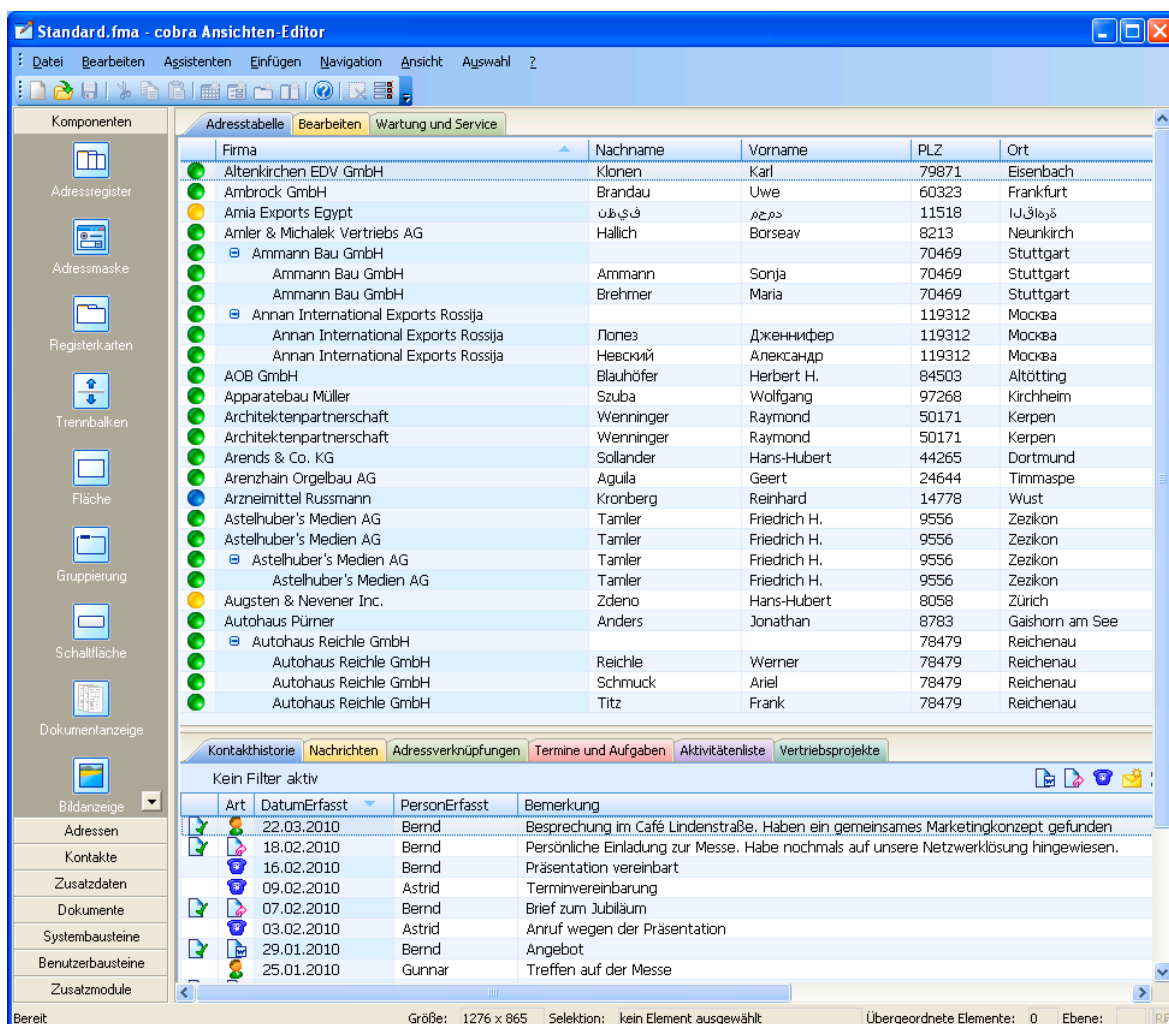 Standard.fma - cobra Ansichten-Editor
Datei Bearbeiten Assistenten Einfügen Navigation Ansicht Auswahl ?
Komponenten
Adressregister
Adressmaske
Registerkarten
Trennbalken
Fläche
Gruppierung
Schaltfläche
Dokumentanzeige
Bildanzeige
Adressen
Kontakte
Zusatzdaten
Dokumente
Systembausteine
Benutzerbausteine
Zusatzmodule
Adresstabelle Bearbeiten Wartung und Service
Firma Nachname Vorname PLZ Ort
Altenkirchen EDV GmbH Klonen Karl 79871 Eisenbach
Ambrock GmbH Brandau Uwe 60323 Frankfurt
Amia Exports Egypt 11518
Amler & Michalek Vertriebs AG Hallich Borseav 8213 Neunkirch
Ammann Bau GmbH 70469 Stuttgart
Ammann Bau GmbH Ammann Sonja 70469 Stuttgart
Ammann Bau GmbH Brehmer Maria 70469 Stuttgart
Annan International Exports Rossija 119312 Москва
Annan International Exports Rossija Лопез Дженнифер 119312 Москва
Annan International Exports Rossija Невский Александр 119312 Москва
AOB GmbH Blauhöfer Herbert H. 84503 Altötting
Apparatebau Müller Szuba Wolfgang 97268 Kirchheim
Architektenpartnerschaft Wenninger Raymond 50171 Kerpen
Architektenpartnerschaft Wenninger Raymond 50171 Kerpen
Arends & Co. KG Sollander Hans-Hubert 44265 Dortmund
Arenzhain Orgelbau AG Aguila Geert 24644 Timmaspe
Arzneimittel Russmann Kronberg Reinhard 14778 Wust
Astelhuber's Medien AG Tamler Friedrich H. 9556 Zezikon
Astelhuber's Medien AG Tamler Friedrich H. 9556 Zezikon
Astelhuber's Medien AG Tamler Friedrich H. 9556 Zezikon
Astelhuber's Medien AG Tamler Friedrich H. 9556 Zezikon
Augsten & Nevener Inc. Zdeno Hans-Hubert 8058 Zürich
Autohaus Pürner Anders Jonathan 8783 Gaishorn am See
Autohaus Reichle GmbH 78479 Reichenau
Autohaus Reichle GmbH Reichle Werner 78479 Reichenau
Autohaus Reichle GmbH Schmuck Ariel 78479 Reichenau
Autohaus Reichle GmbH Titz Frank 78479 Reichenau
Kontakthistorie Nachrichten Adressverknüpfungen Termine und Aufgaben Aktivitätenliste Vertriebsprojekte
Kein Filter aktiv
Art DatumErfasst PersonErfasst Bemerkung
22.03.2010 Bernd Besprechung im Café Lindenstraße. Haben ein gemeinsames Marketingkonzept gefunden
18.02.2010 Bernd Persönliche Einladung zur Messe. Habe nochmals auf unsere Netzwerklösung hingewiesen.
16.02.2010 Bernd Präsentation vereinbart
09.02.2010 Astrid Terminvereinbarung
07.02.2010 Bernd Brief zum Jubiläum
03.02.2010 Astrid Anruf wegen der Präsentation
29.01.2010 Bernd Angebot
25.01.2010 Gunnar Treffen auf der Messe
Bereit Größe: 1276 x 865 Selektion: kein Element ausgewählt Übergeordnete Elemente: 0 Ebene: